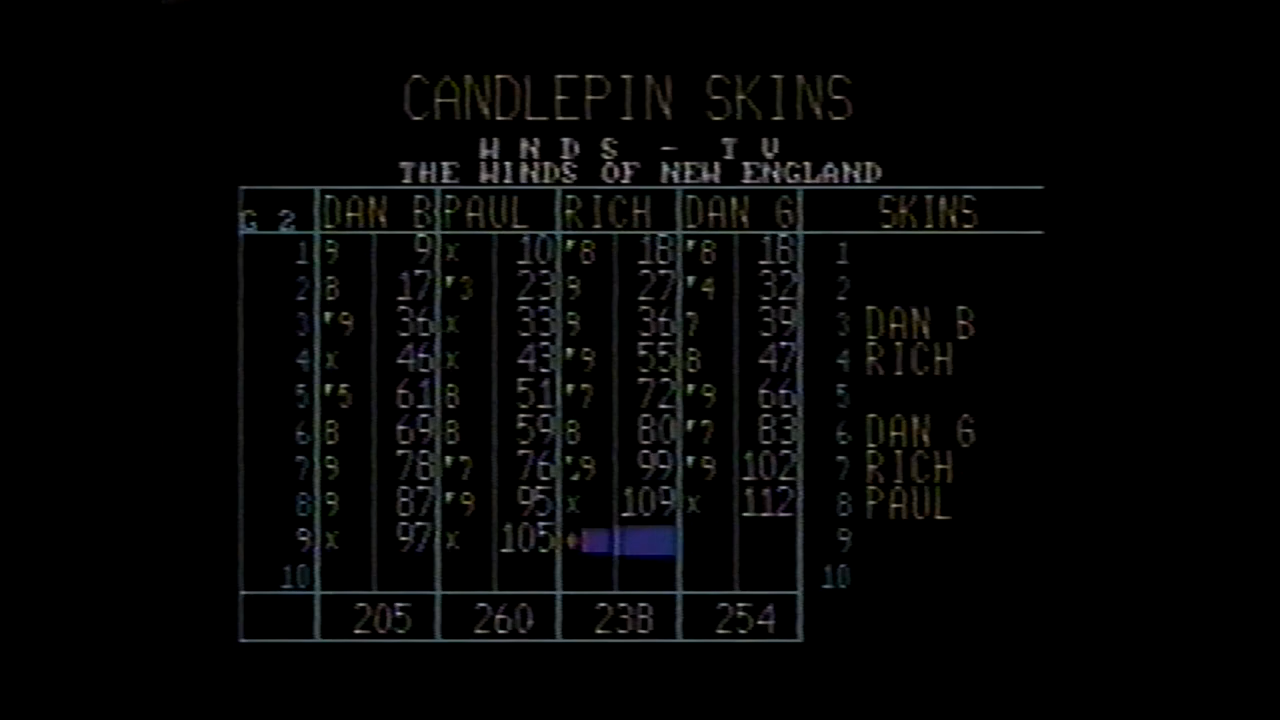 CANDLEPIN SKINS
W N D S - T V
THE WINDS OF NEW ENGLAND
G 2 DAN B PAUL RICH DAN G SKINS
1 9 9 x 10 8 18 8 18 1
2 8 17 3 23 9 27 4 32 2
3 9 36 x 33 9 36 7 39 3 DAN B
4 x 46 x 43 9 55 8 47 4 RICH
5 5 61 8 51 7 72 9 66 5
6 8 69 8 59 8 80 7 83 6 DAN G
7 9 78 7 76 9 99 9 102 7 RICH
8 9 87 9 95 x 109 x 112 8 PAUL
9 x 97 x 105 9
10 10
205 260 238 254